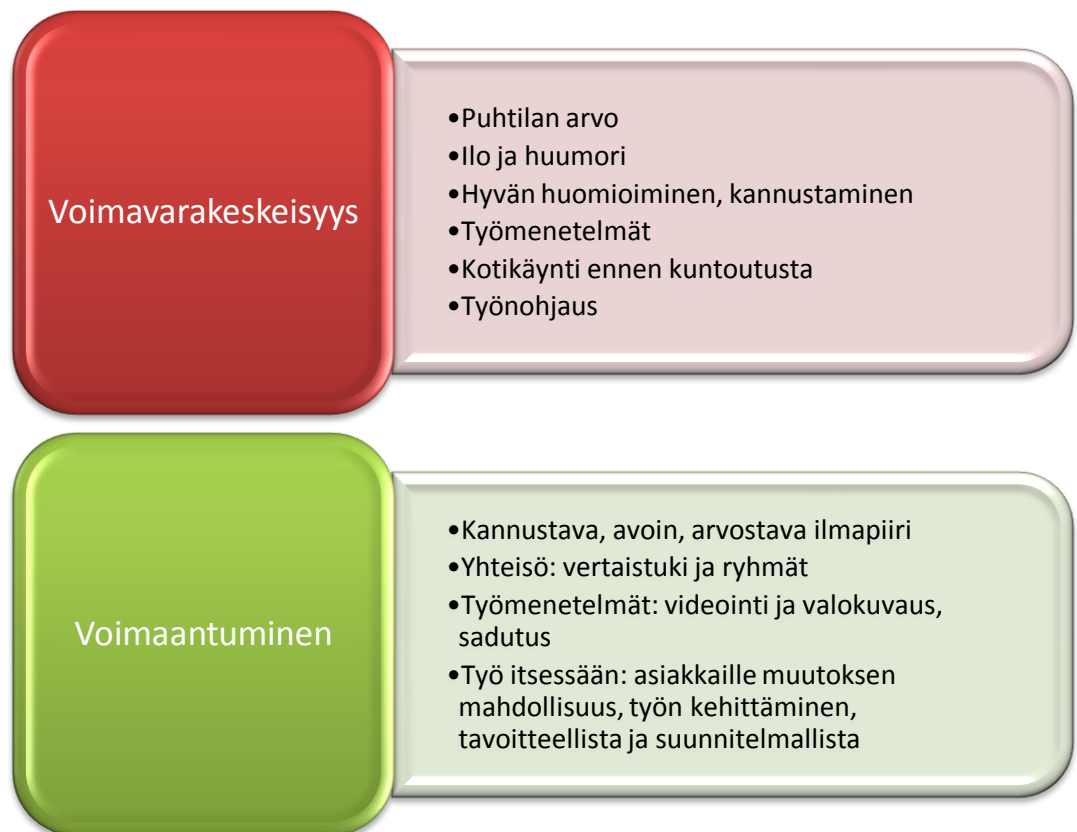 Voimavarakeskeisyys
•Puhtilan arvo
•Ilo ja huumori
•Hyvän huomioiminen, kannustaminen
•Työmenetelmät
•Kotikäynti ennen kuntoutusta
•Työnohjaus
Voimaantuminen
•Kannustava, avoin, arvostava ilmapiiri
•Yhteisö: vertaistuki ja ryhmät
•Työmenetelmät: videointi ja valokuvaus,
sadutus
•Työ itsessään: asiakkaille muutoksen
mahdollisuus, työn kehittäminen,
tavoitteellista ja suunnitelmallista